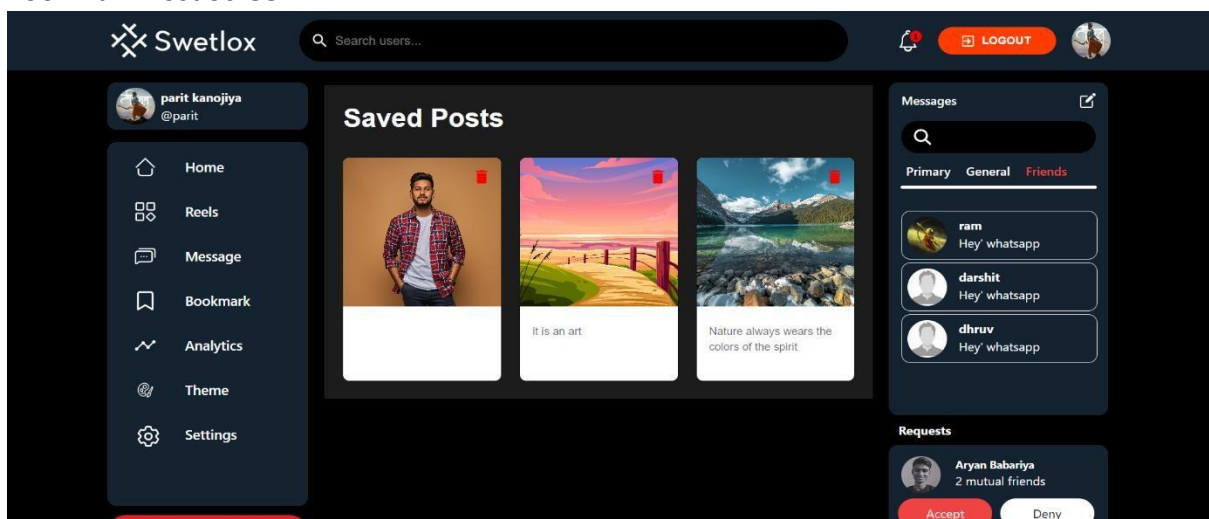 Swetlox
Search users...
1
LOGOUT
parit kanojiya
@parit
Home
Reels
Message
Bookmark
Analytics
Theme
Settings
Saved Posts
it is an art
Nature always wears the
colors of the spirit
Messages
Primary General Friends
ram
Hey' whatsapp
darshit
Hey' whatsapp
dhruv
Hey' whatsapp
Requests
Aryan Babariya
2 mutual friends
Accept Deny